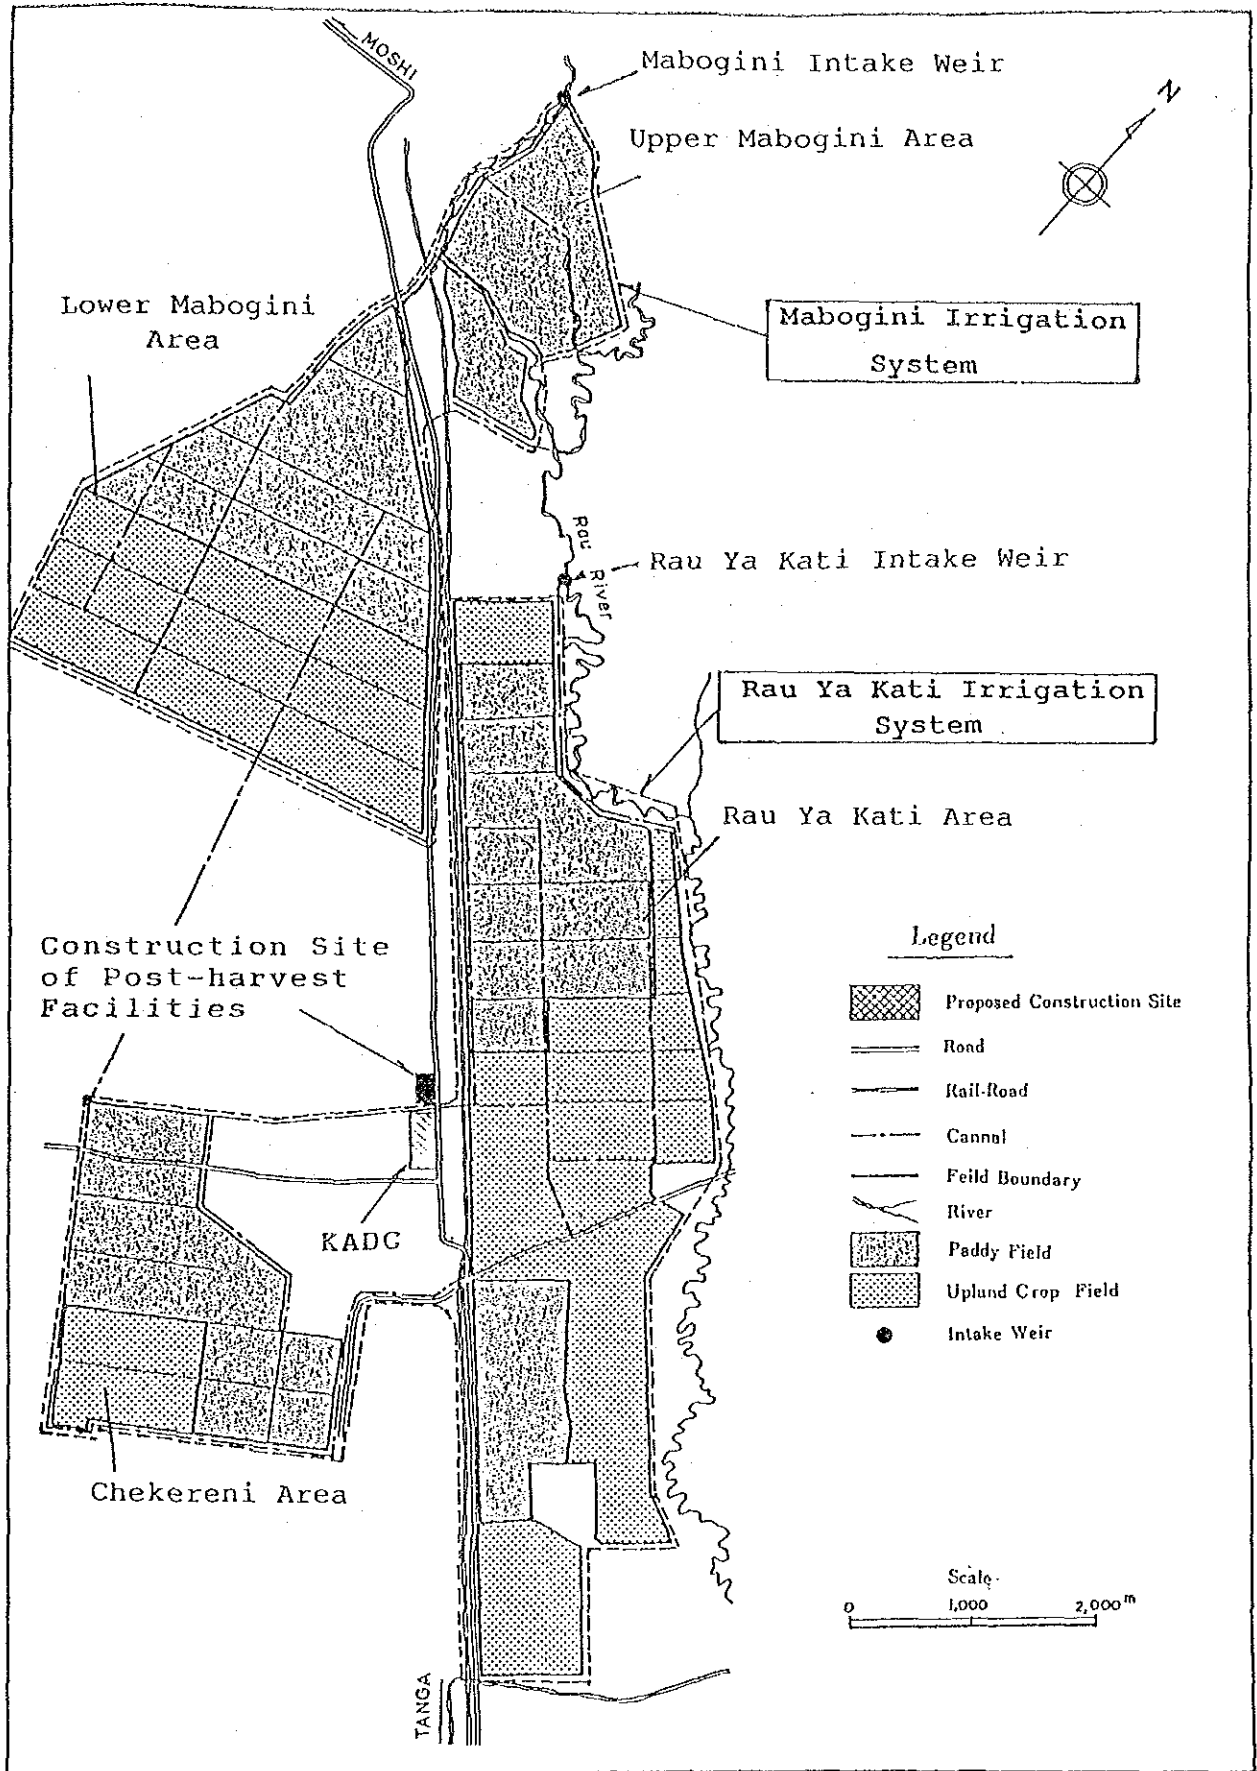 MOSHI
Mabogini Intake Weir
Upper Mabogini Area
N
Lower Mabogini
Area
Mabogini Irrigation
System
Rau
River
Rau Ya Kati Intake Weir
Rau Ya Kati Irrigation
System
Rau Ya Kati Area
Construction Site
of Post-harvest
Facilities
KADC
Chekereni Area
TANGA
Legend
Proposed Construction Site
Road
Rail-Road
Cannal
Feild Boundary
River
Paddy Field
Upland Crop Field
Intake Weir
Scale
0 1,000 2,000 m